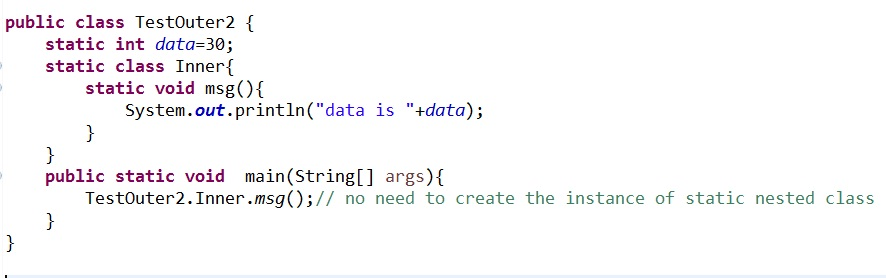 public class TestOuter2 {
    static int data=30;
    static class Inner{
        static void msg(){
            System.out.println("data is "+data);
        }
    }
    public static void  main(String[] args){
        TestOuter2.Inner.msg();// no need to create the instance of static nested class
    }
}